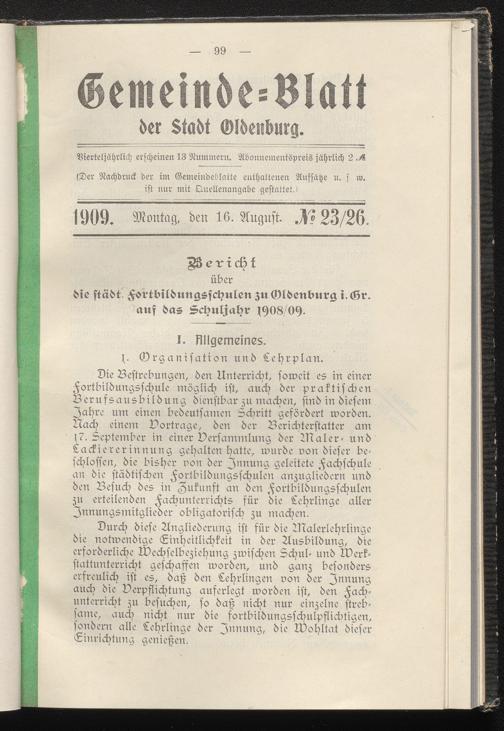 — 99 —
Gemeinde-Blatt
der Stadt Oldenburg.
Vierteljährlich erscheinen 13 Nummern. Abonnementspreis jährlich 2 ℳ
(Der Nachdruck der im Gemeindeblatte enthaltenen Aufsätze u. s w.
ist nur mit Quellenangabe gestattet.)
1909. Montag, den 16. August. № 23/26.
Bericht
über
die städt Fortbildungsschulen zu Oldenburg i. Gr.
auf das Schuljahr 1908/09.
I. Allgemeines.
1. Organisation und Lehrplan.
Die Bestrebungen, den Unterricht, soweit es in einer
Fortbildungsschule möglich ist, auch der praktischen
Berufsausbildung dienstbar zu machen, sind in diesem
Jahre um einen bedeutsamen Schritt gefördert worden.
Nach einem Vortrage, den der Berichterstatter am
17. September in einer Versammlung der Maler- und
Lackiererinnung gehalten hatte, wurde von dieser be-
schlossen, die bisher von der Innung geleitete Fachschule
an die städtischen Fortbildungsschulen anzugliedern und
den Besuch des in Zukunft an den Fortbildungsschulen
zu erteilenden Fachunterrichts für die Lehrlinge aller
Innungsmitglieder obligatorisch zu machen.
Durch diese Angliederung ist für die Malerlehrlinge
die notwendige Einheitlichkeit in der Ausbildung, die
erforderliche Wechselbeziehung zwischen Schul- und Werk-
stattunterricht geschaffen worden, und ganz besonders
erfreulich ist es, daß den Lehrlingen von der Innung
auch die Verpflichtung auferlegt worden ist, den Fach-
unterricht zu besuchen, so daß nicht nur einzelne streb-
same, auch nicht nur die fortbildungsschulpflichtigen,
sondern alle Lehrlinge der Innung, die Wohltat dieser
Einrichtung genießen.